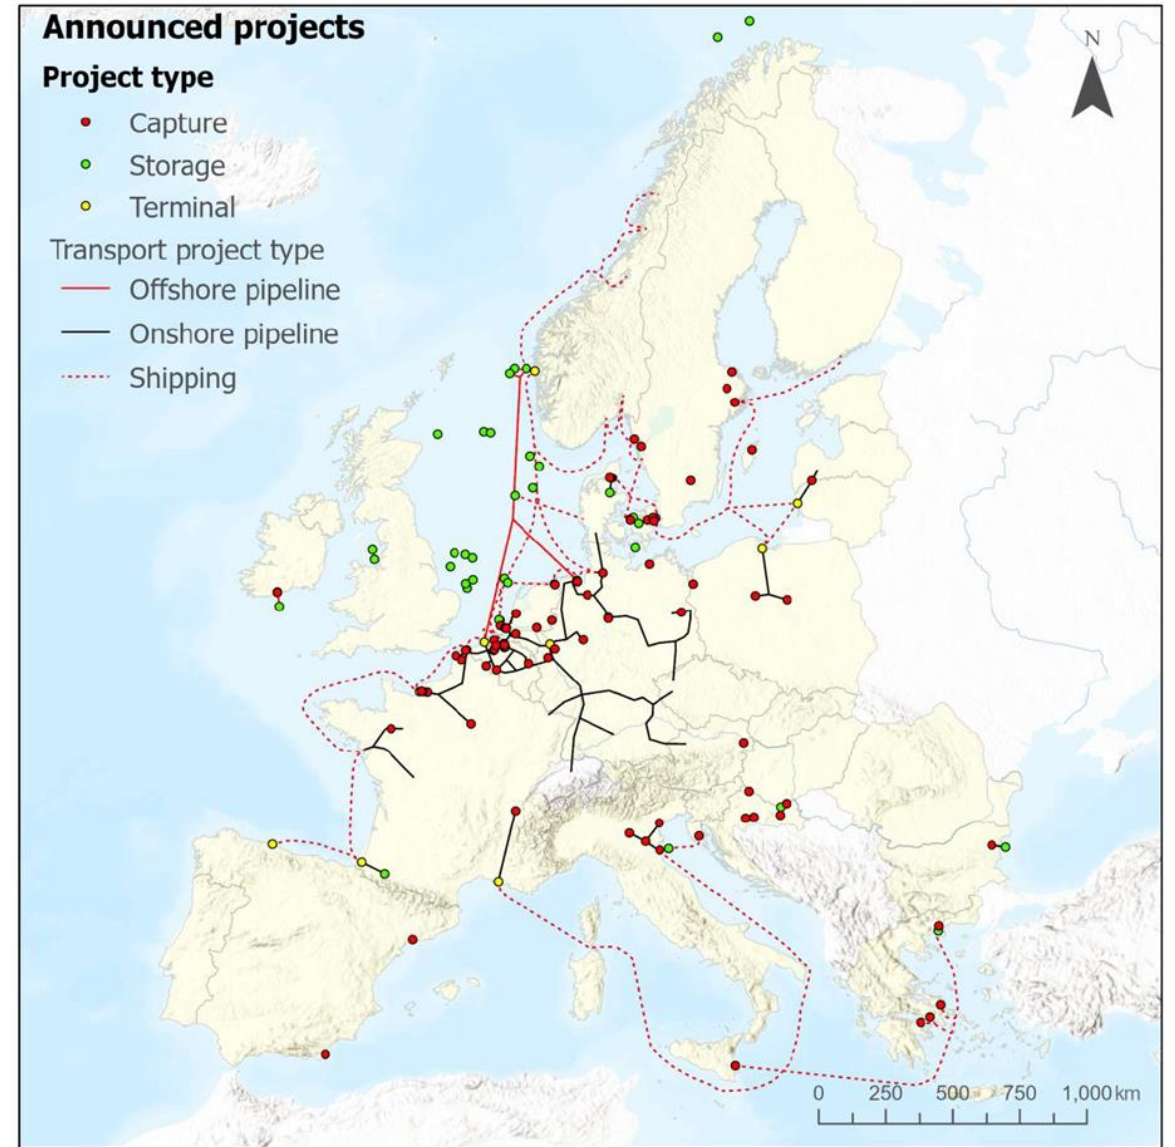 Announced projects
Project type
Capture
Storage
Terminal
Transport project type
Offshore pipeline
Onshore pipeline
Shipping
N
0 250 500 750 1,000 km